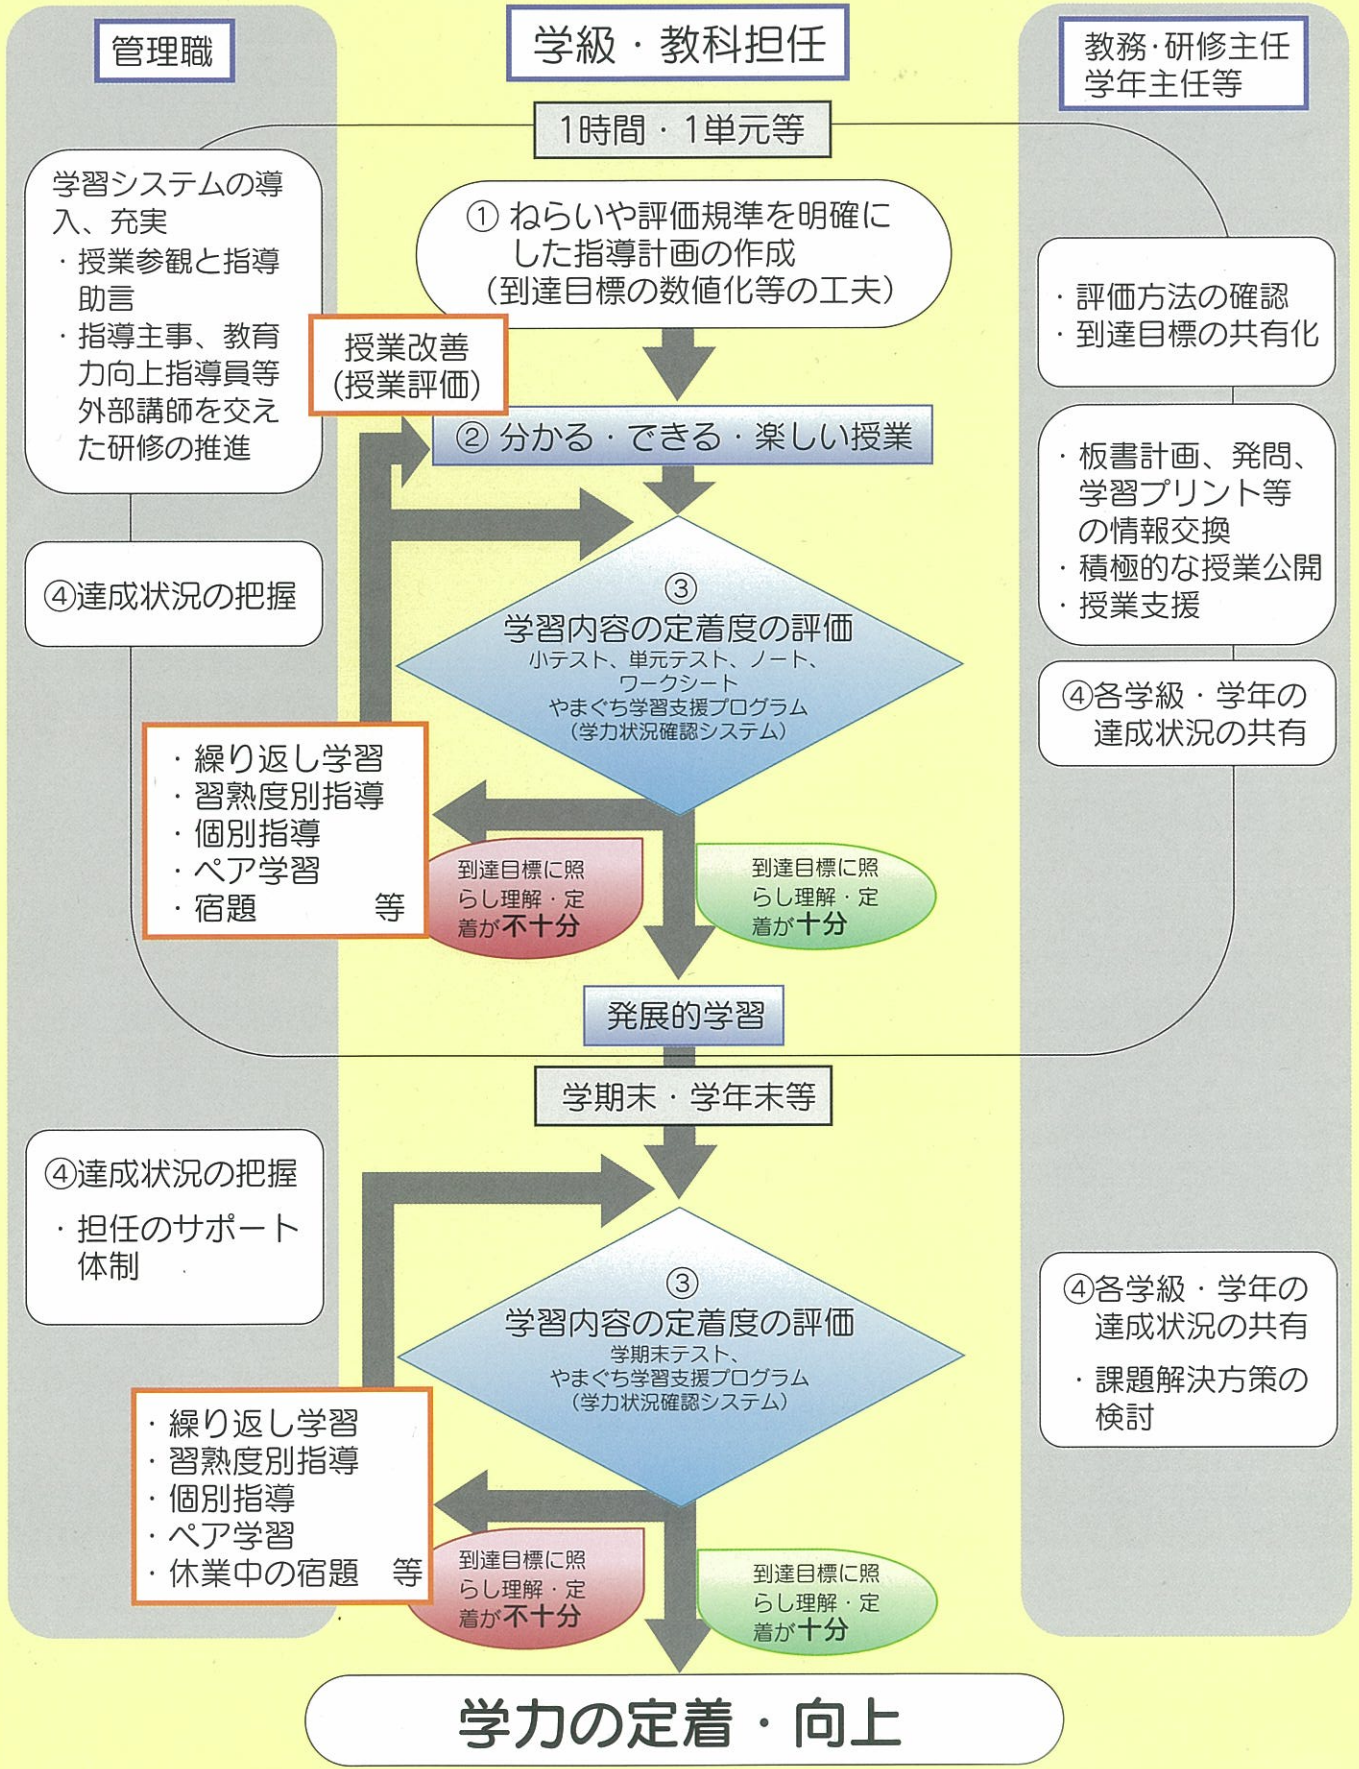 管理職
学級・教科担任
教務・研修主任
学年主任等
1時間・1単元等
学習システムの導
入、充実
・授業参観と指導
助言
・指導主事、教育
力向上指導員等
外部講師を交え
た研修の推進
① ねらいや評価規準を明確に
した指導計画の作成
（到達目標の数値化等の工夫）
・評価方法の確認
・到達目標の共有化
授業改善
（授業評価）
② 分かる・できる・楽しい授業
・板書計画、発問、
学習プリント等
の情報交換
・積極的な授業公開
・授業支援
④達成状況の把握
③
学習内容の定着度の評価
小テスト、単元テスト、ノート、
ワークシート
やまぐち学習支援プログラム
（学力状況確認システム）
④各学級・学年の
達成状況の共有
・繰り返し学習
・習熟度別指導
・個別指導
・ペア学習
・宿題　等
到達目標に照
らし理解・定
着が不十分
到達目標に照
らし理解・定
着が十分
発展的学習
学期末・学年末等
④達成状況の把握
・担任のサポート
体制
③
学習内容の定着度の評価
学期末テスト、
やまぐち学習支援プログラム
（学力状況確認システム）
④各学級・学年の
達成状況の共有
・課題解決方策の
検討
・繰り返し学習
・習熟度別指導
・個別指導
・ペア学習
・休業中の宿題　等
到達目標に照
らし理解・定
着が不十分
到達目標に照
らし理解・定
着が十分
学力の定着・向上